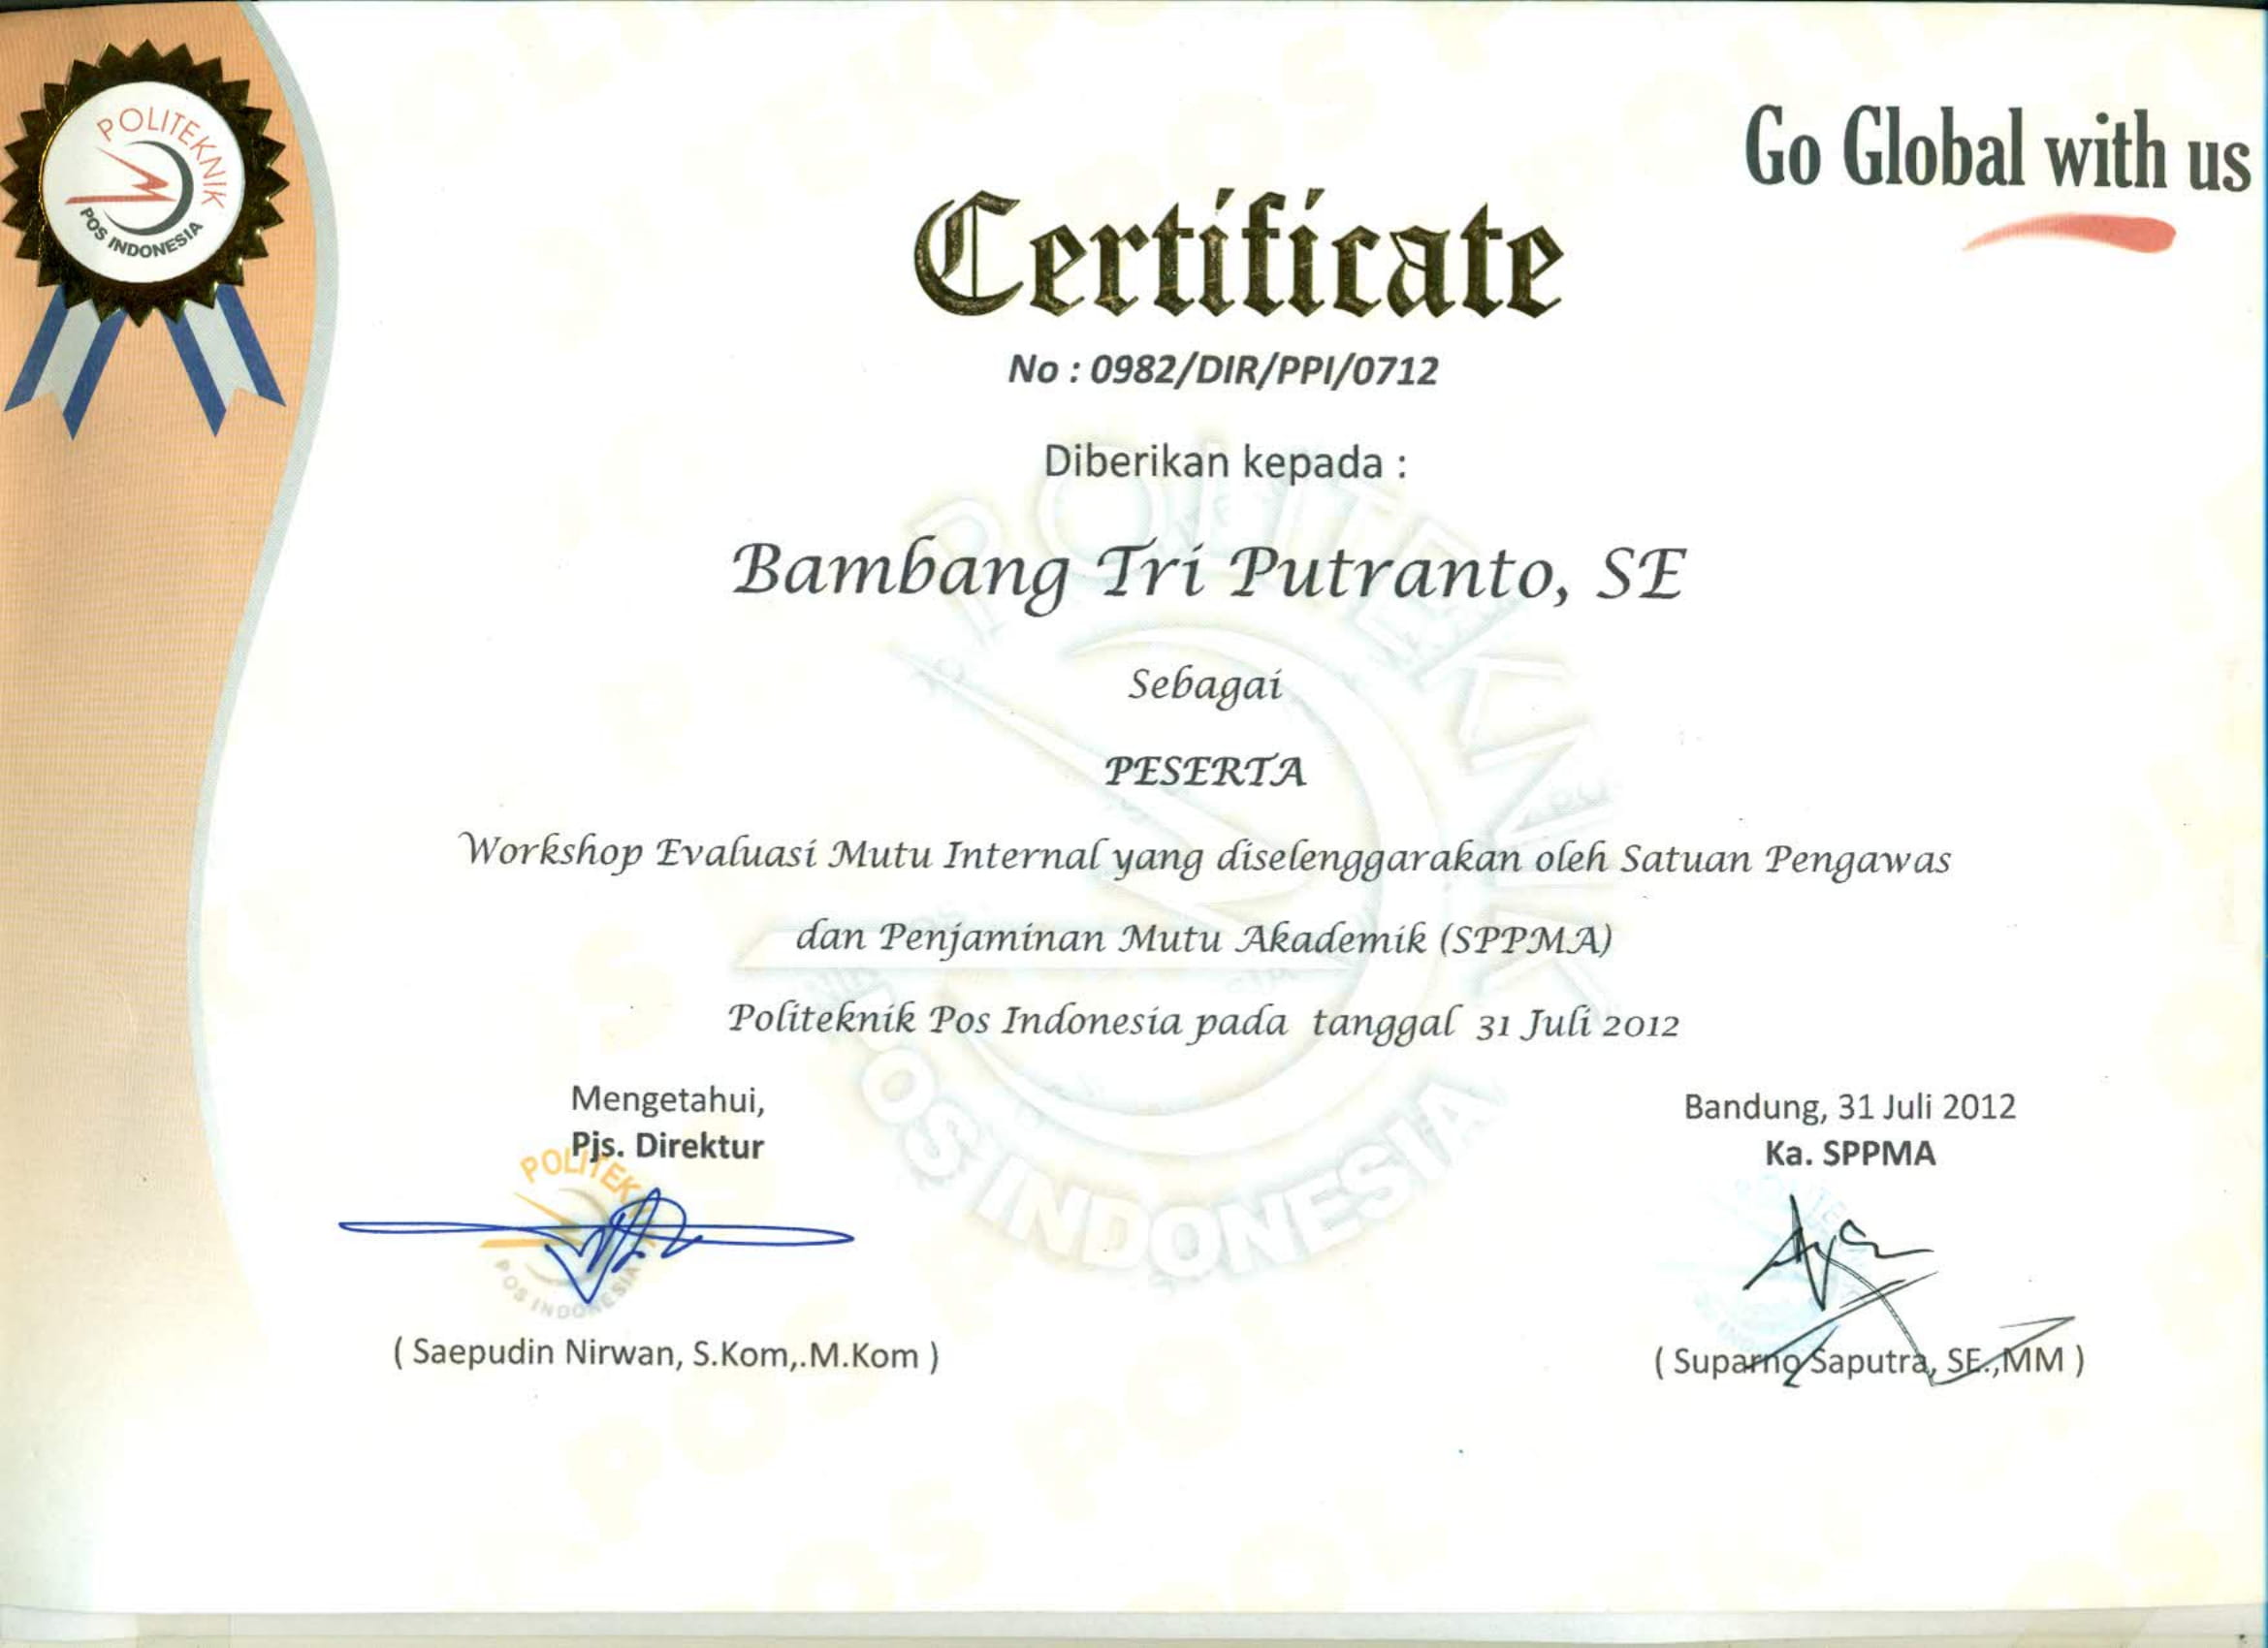 POLITEKNIK
POS INDONESIA
Go Global with us
Certificate
No : 0982/DIR/PPI/0712
Diberikan kepada :
Bambang Tri Putranto, SE
Sebagai
PESERTA
Workshop Evaluasi Mutu Internal yang diselenggarakan oleh Satuan Pengawas
dan Penjaminan Mutu Akademik (SPPMA)
Politeknik Pos Indonesia pada tanggal 31 Juli 2012
Mengetahui,
Pjs. Direktur
( Saepudin Nirwan, S.Kom,.M.Kom )
Bandung, 31 Juli 2012
Ka. SPPMA
( Suparno Saputra, SE.,MM )
POLITEKNIK
POS INDONESIA